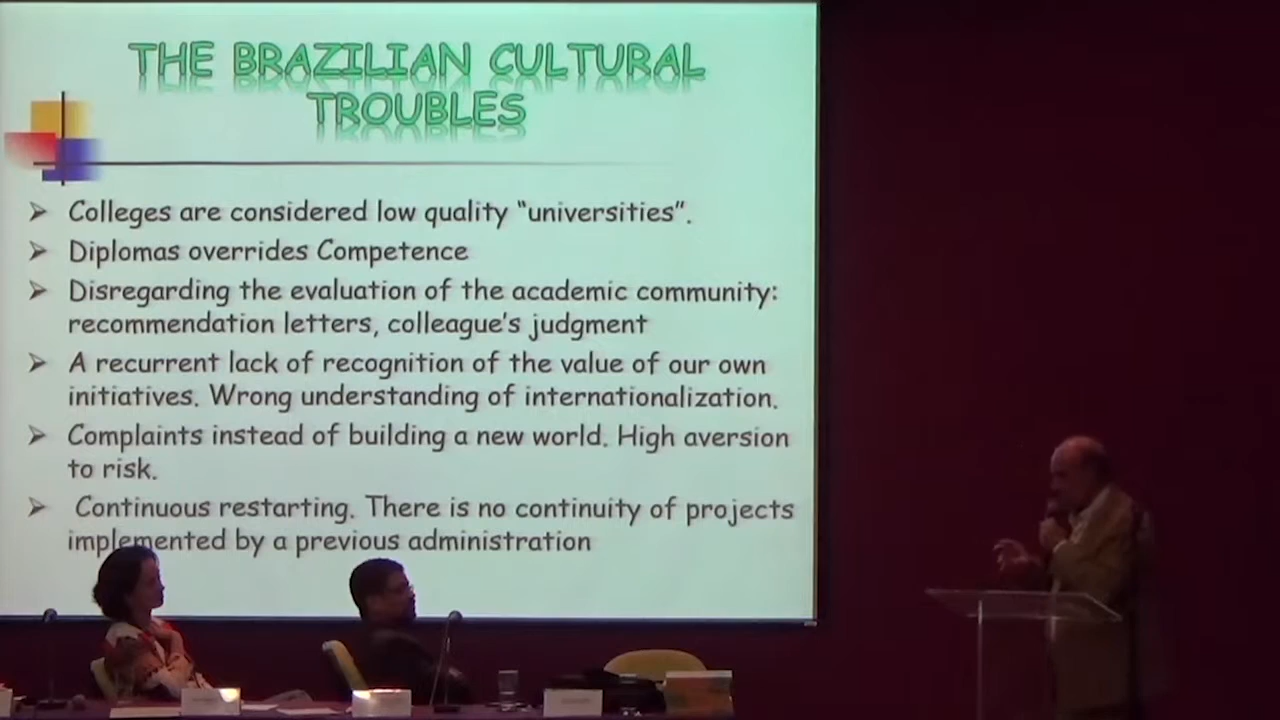 THE BRAZILIAN CULTURAL
TROUBLES
Colleges are considered low quality “universities”.
Diplomas overrides Competence
Disregarding the evaluation of the academic community:
recommendation letters, colleague’s judgment
A recurrent lack of recognition of the value of our own
initiatives. Wrong understanding of internationalization.
Complaints instead of building a new world. High aversion
to risk.
Continuous restarting. There is no continuity of projects
implemented by a previous administration